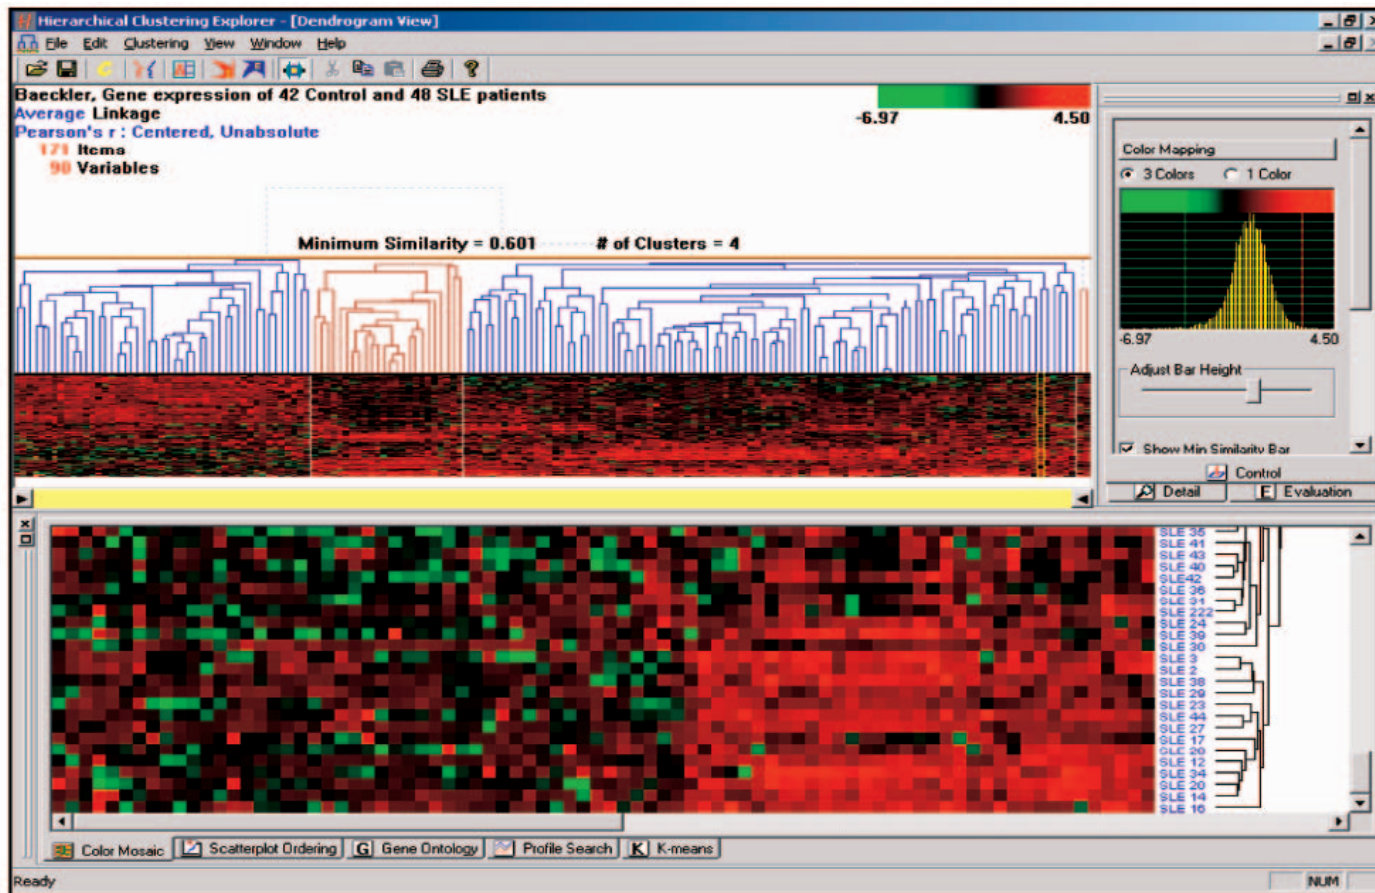 Hierarchical Clustering Explorer - [Dendrogram View]
File Edit Clustering View Window Help
Baeckler, Gene expression of 42 Control and 48 SLE patients
Average Linkage
Pearson's r : Centered, Unabsolute
171 Items
90 Variables
-6.97 4.50
Minimum Similarity = 0.601 # of Clusters = 4
Color Mapping
3 Colors 1 Color
-6.97 4.50
Adjust Bar Height
Show Min Similarity Bar
Control
Detail Evaluation
SLE 35
SLE 41
SLE 43
SLE 40
SLE42
SLE 36
SLE 31
SLE 222
SLE 24
SLE 39
SLE 30
SLE 3
SLE 2
SLE 38
SLE 29
SLE 23
SLE 44
SLE 27
SLE 17
SLE 12
SLE 34
SLE 20
SLE 14
SLE 16
Color Mosaic Scatterplot Ordering G Gene Ontology Profile Search K K-means
Ready NUM